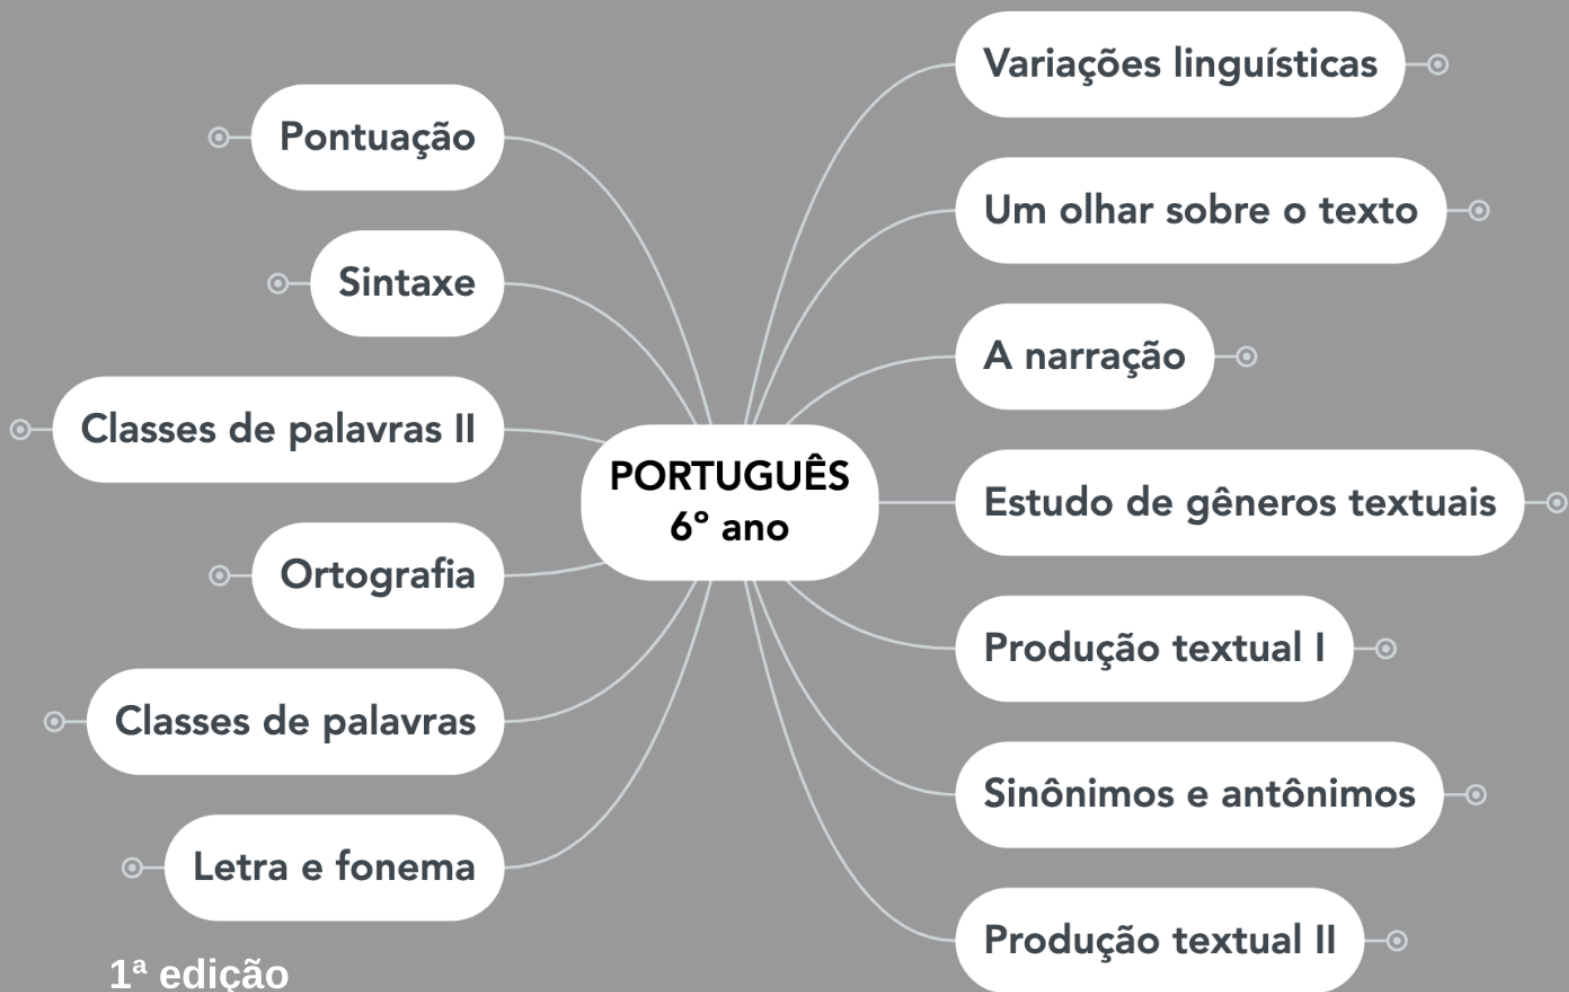 Variações linguísticas
Um olhar sobre o texto
A narração
Estudo de gêneros textuais
Produção textual I
Sinônimos e antônimos
Produção textual II
PORTUGUÊS
6º ano
Pontuação
Sintaxe
Classes de palavras II
Ortografia
Classes de palavras
Letra e fonema
1ª edição